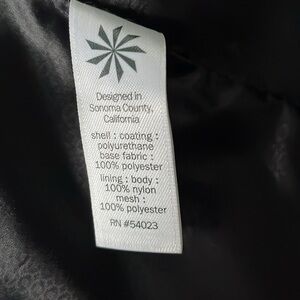 Designed in
Sonoma County,
California
shell : coating :
polyurethane
base fabric :
100% polyester
lining : body :
100% nylon
mesh :
100% polyester
RN #54023